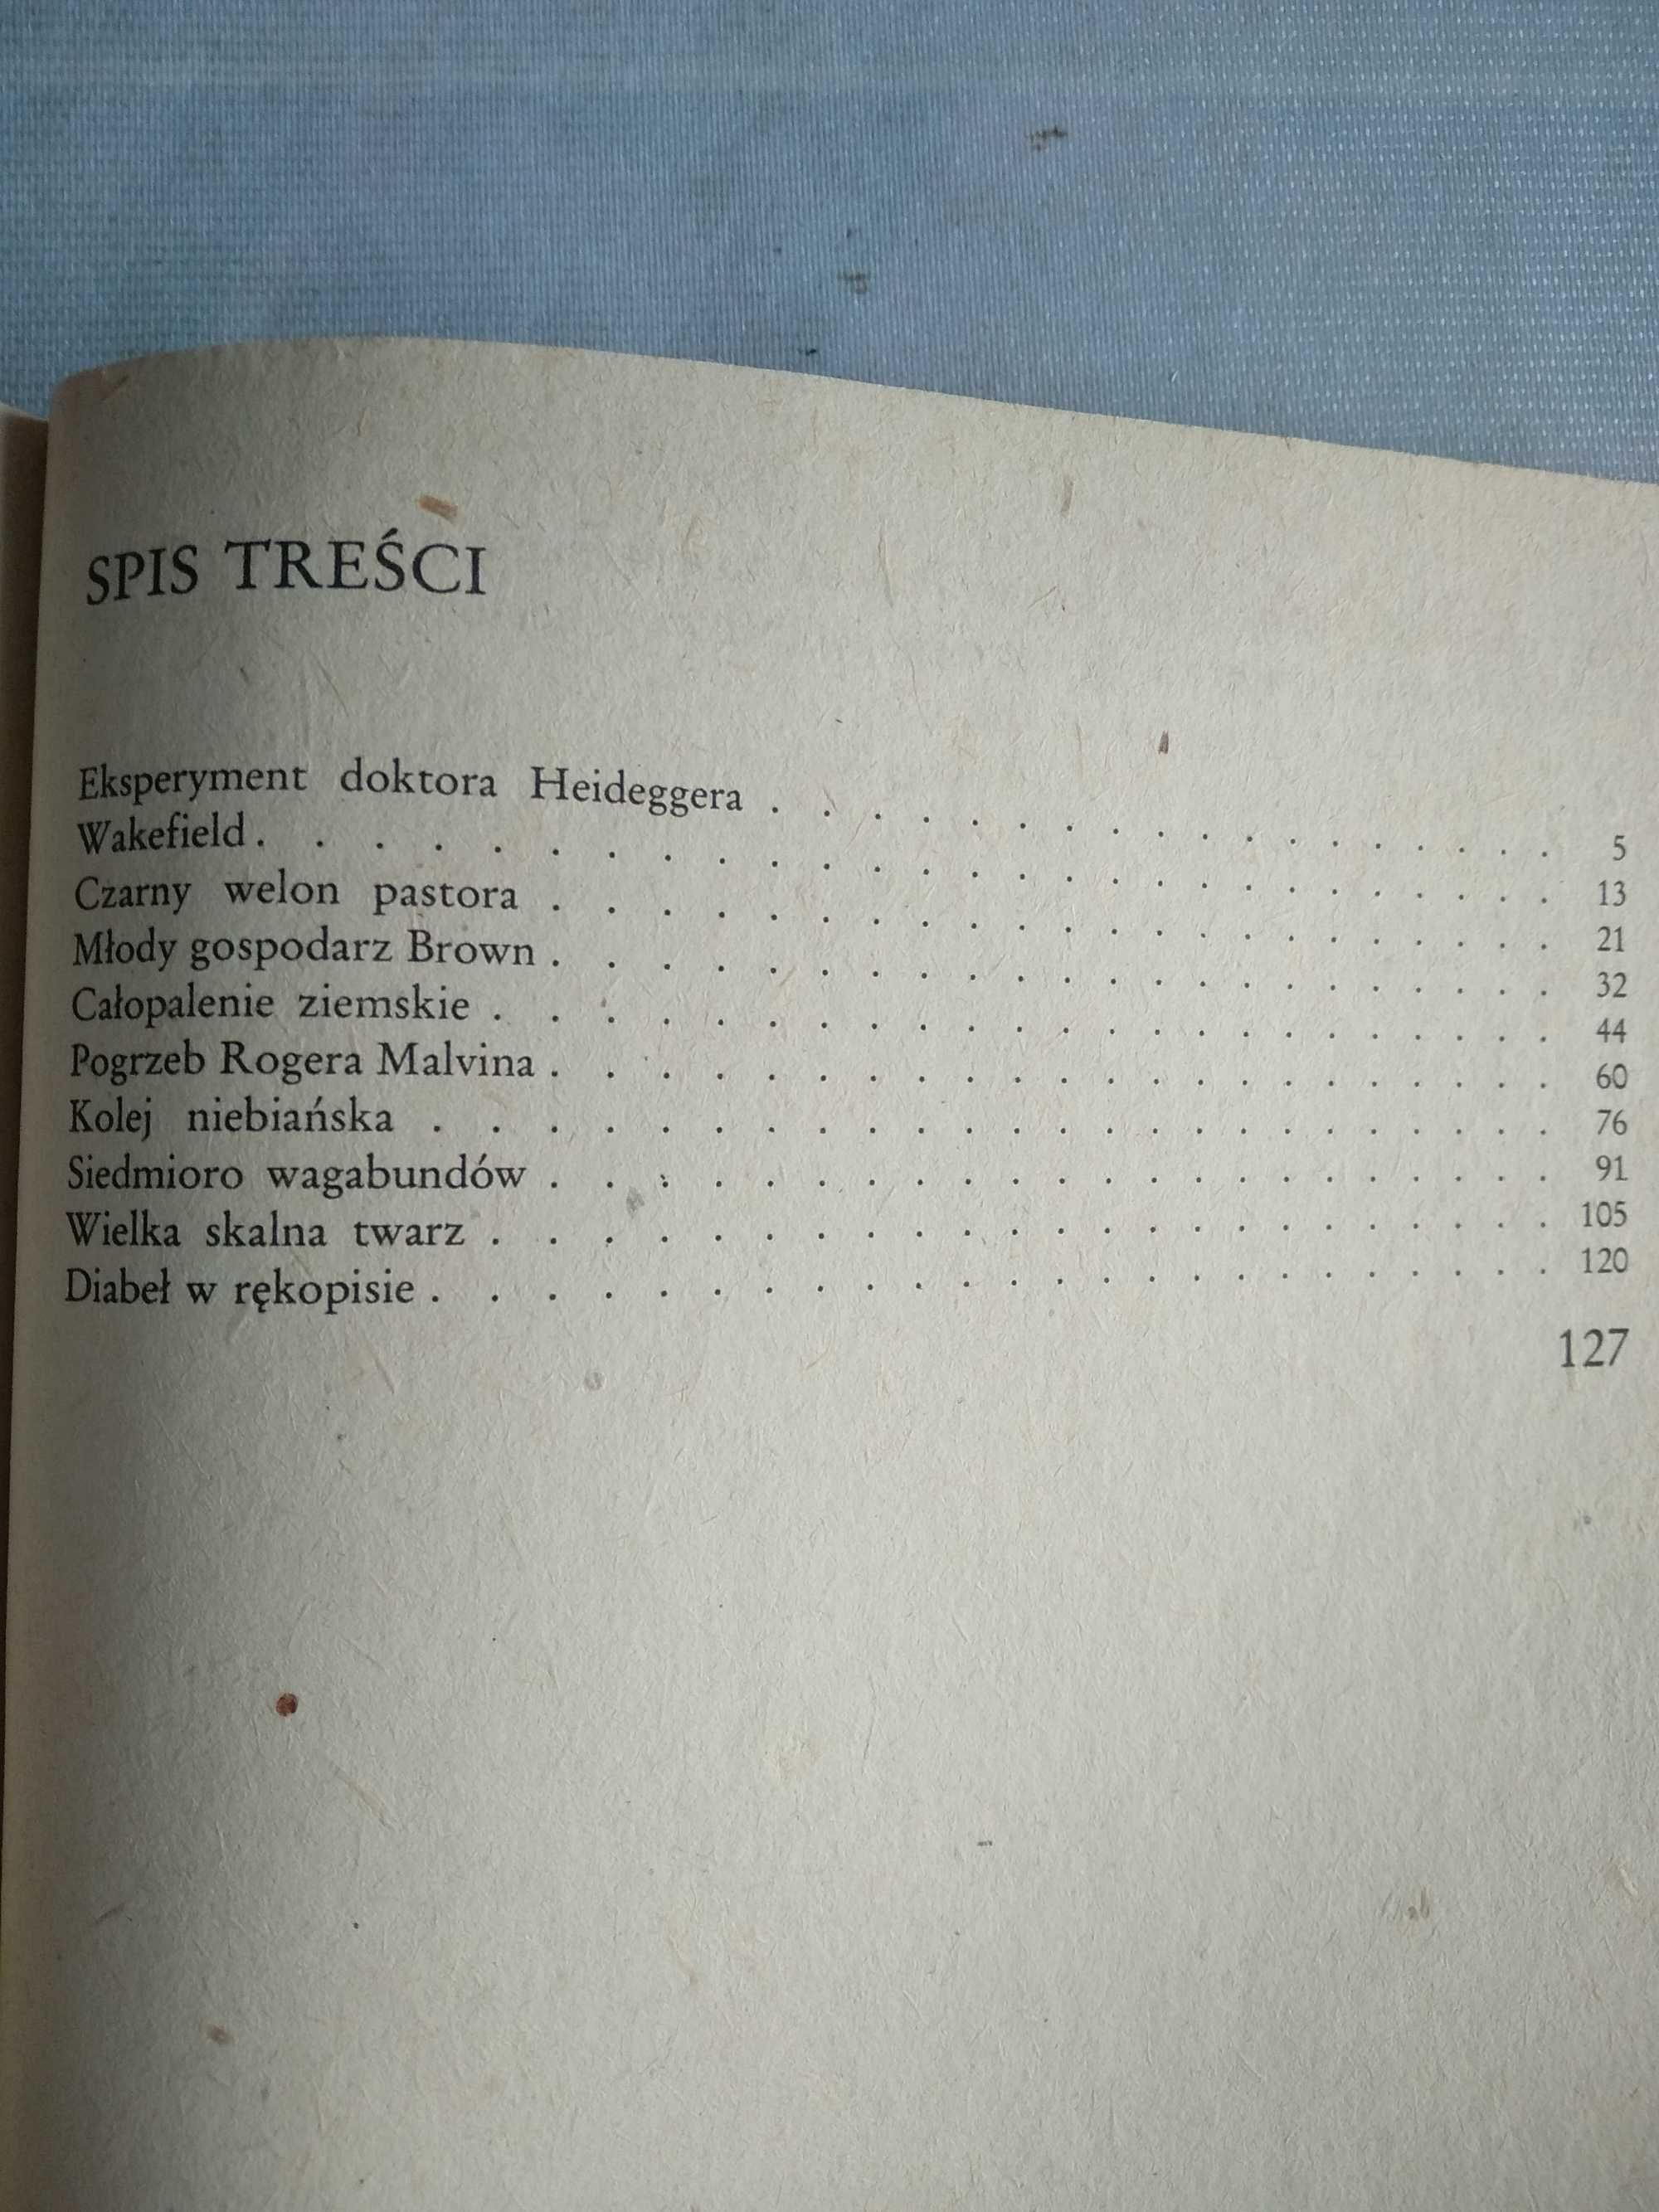 SPIS TREŚCI
Eksperyment doktora Heideggera . . . . . . . . . . . . . . . . . 5
Wakefield . . . . . . . . . . . . . . . . . . . . . . . . . . 13
Czarny welon pastora . . . . . . . . . . . . . . . . . . . . . 21
Młody gospodarz Brown . . . . . . . . . . . . . . . . . . . . . 32
Całopalenie ziemskie . . . . . . . . . . . . . . . . . . . . . . 44
Pogrzeb Rogera Malvina . . . . . . . . . . . . . . . . . . . . . 60
Kolej niebiańska . . . . . . . . . . . . . . . . . . . . . . . 76
Siedmioro wagabundów . . . . . . . . . . . . . . . . . . . . . 91
Wielka skalna twarz . . . . . . . . . . . . . . . . . . . . . . 105
Diabeł w rękopisie . . . . . . . . . . . . . . . . . . . . . . . 120
127